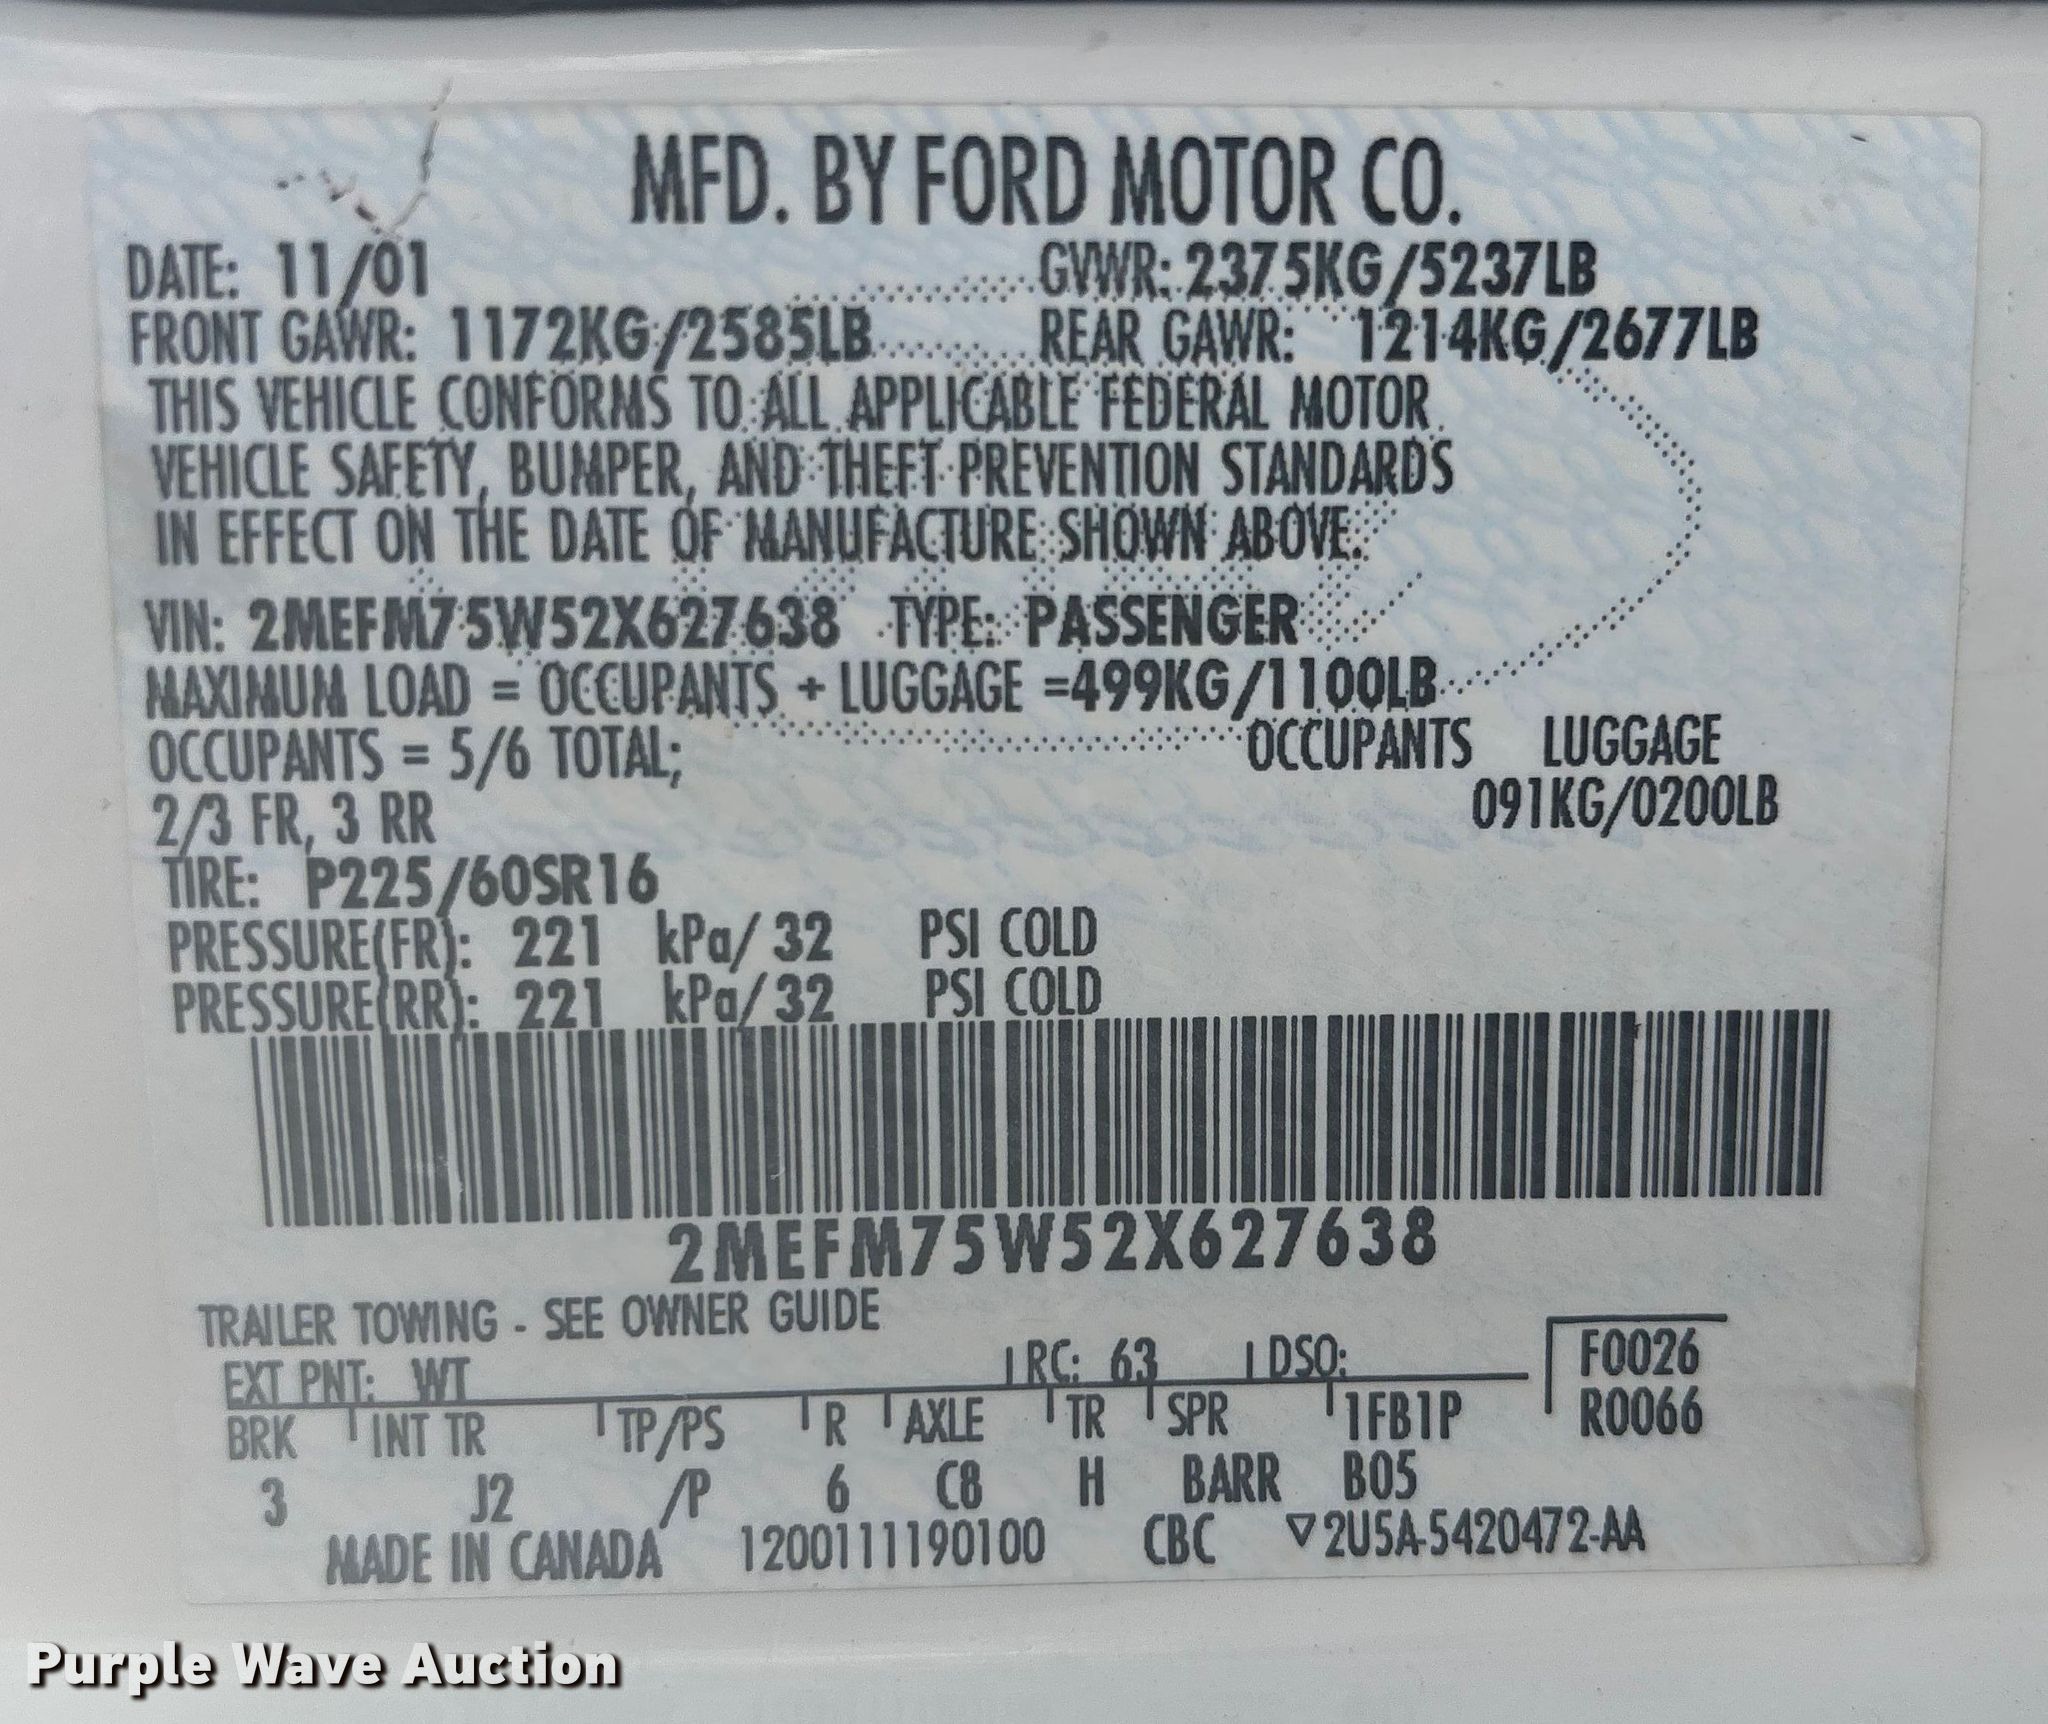 MFD. BY FORD MOTOR CO.
DATE: 11/01 GVWR: 2375KG/5237LB
FRONT GAWR: 1172KG/2585LB REAR GAWR: 1214KG/2677LB
THIS VEHICLE CONFORMS TO ALL APPLICABLE FEDERAL MOTOR
VEHICLE SAFETY, BUMPER, AND THEFT PREVENTION STANDARDS
IN EFFECT ON THE DATE OF MANUFACTURE SHOWN ABOVE.
VIN: 2MEFM75W52X627638 TYPE: PASSENGER
MAXIMUM LOAD = OCCUPANTS + LUGGAGE =499KG/1100LB
OCCUPANTS = 5/6 TOTAL; OCCUPANTS LUGGAGE
2/3 FR, 3 RR 091KG/0200LB
TIRE: P225/60SR16
PRESSURE(FR): 221 kPa/ 32 PSI COLD
PRESSURE(RR): 221 kPa/ 32 PSI COLD
2MEFM75W52X627638
TRAILER TOWING - SEE OWNER GUIDE
EXT PNT: WT RC: 63 DSO: F0026
BRK INT TR TP/PS R AXLE TR SPR 1FB1P R0066
3 J2 /P 6 C8 H BARR B05
MADE IN CANADA 1200111190100 CBC ▽2U5A-5420472-AA
Purple Wave Auction